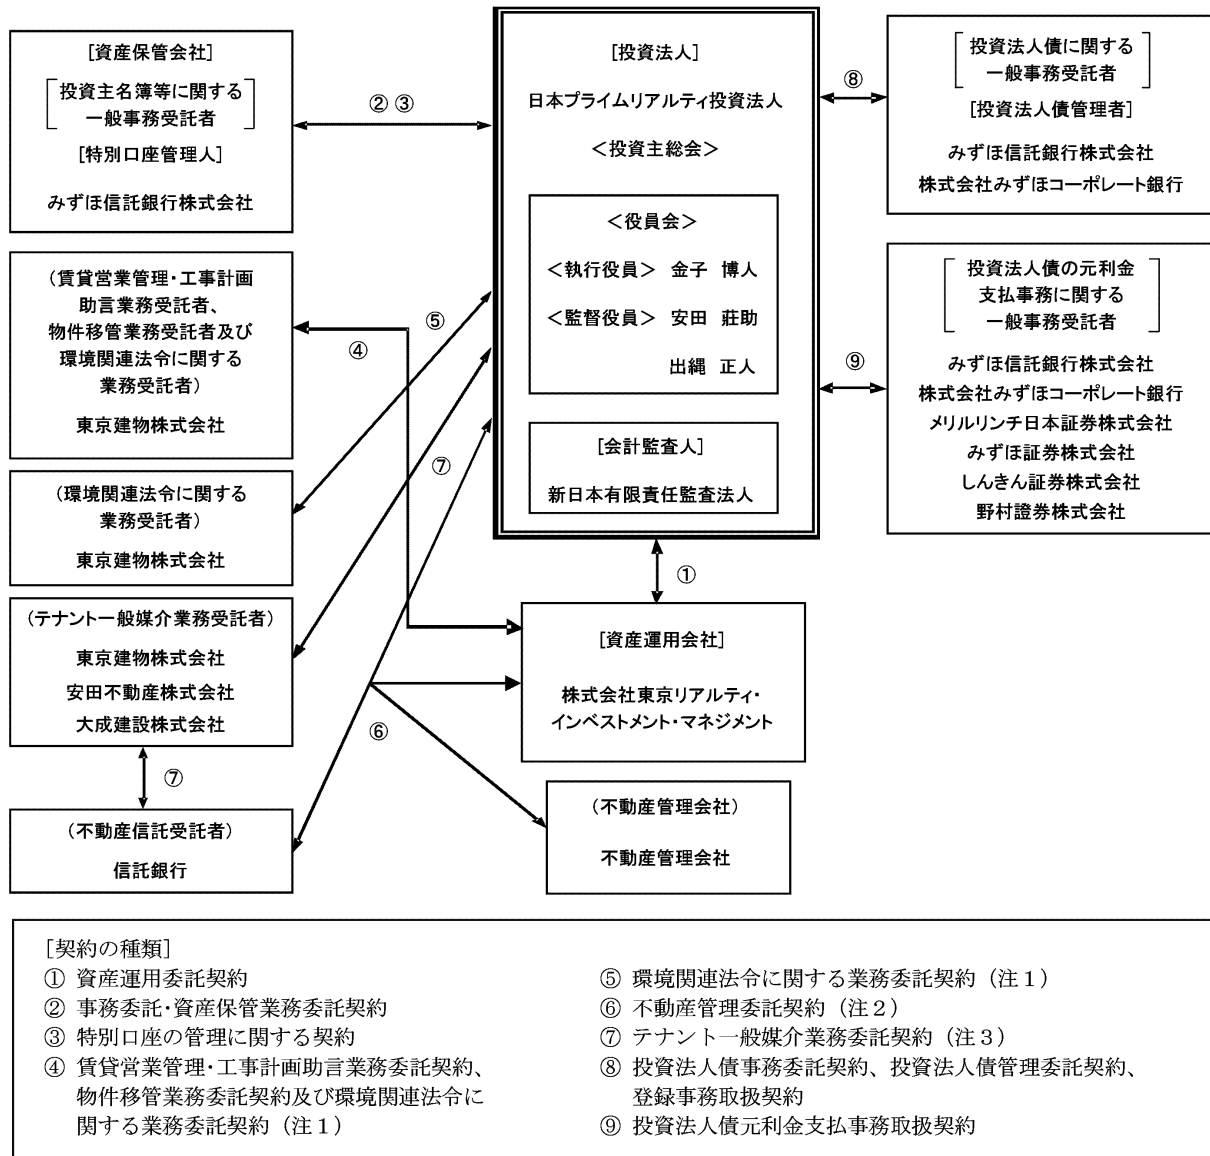 [資産保管会社]
投資主名簿等に関する
一般事務受託者
[特別口座管理人]
みずほ信託銀行株式会社
② ③
[投資法人]
日本プライムリアルティ投資法人
＜投資主総会＞
＜役員会＞
＜執行役員＞ 金子 博人
＜監督役員＞ 安田 莊助
出縄 正人
[会計監査人]
新日本有限責任監査法人
⑧
投資法人債に関する
一般事務受託者
[投資法人債管理者]
みずほ信託銀行株式会社
株式会社みずほコーポレート銀行
⑨
投資法人債の元利金
支払事務に関する
一般事務受託者
みずほ信託銀行株式会社
株式会社みずほコーポレート銀行
メリルリンチ日本証券株式会社
みずほ証券株式会社
しんきん証券株式会社
野村證券株式会社
（賃貸営業管理・工事計画
助言業務受託者、
物件移管業務受託者及び
環境関連法令に関する
業務受託者）
東京建物株式会社
⑤
④
（環境関連法令に関する
業務受託者）
東京建物株式会社
⑦
（テナント一般媒介業務受託者）
東京建物株式会社
安田不動産株式会社
大成建設株式会社
①
[資産運用会社]
株式会社東京リアルティ・
インベストメント・マネジメント
⑥
⑦
（不動産信託受託者）
信託銀行
（不動産管理会社）
不動産管理会社
[契約の種類]
① 資産運用委託契約
② 事務委託・資産保管業務委託契約
③ 特別口座の管理に関する契約
④ 賃貸営業管理・工事計画助言業務委託契約、
物件移管業務委託契約及び環境関連法令に
関する業務委託契約（注１）
⑤ 環境関連法令に関する業務委託契約（注１）
⑥ 不動産管理委託契約（注２）
⑦ テナント一般媒介業務委託契約（注３）
⑧ 投資法人債事務委託契約、投資法人債管理委託契約、
登録事務取扱契約
⑨ 投資法人債元利金支払事務取扱契約